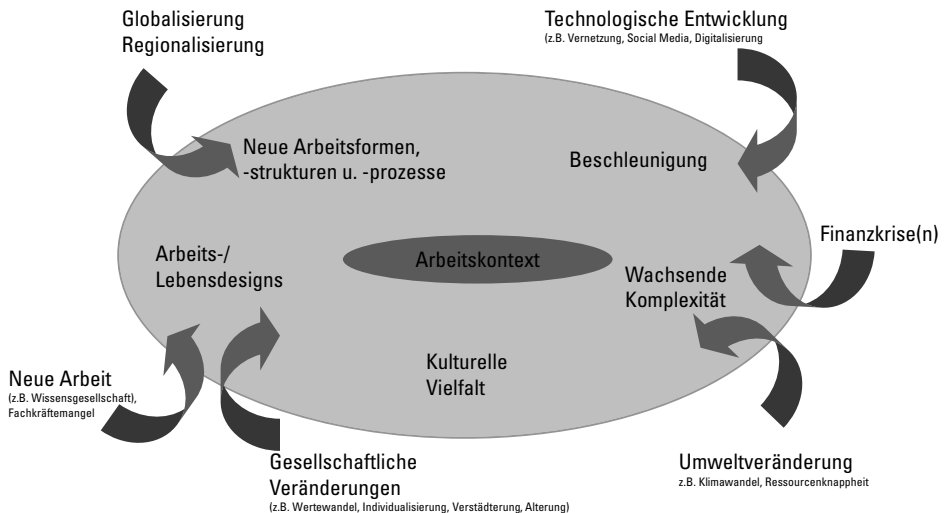 Globalisierung
Regionalisierung
Technologische Entwicklung
(z.B. Vernetzung, Social Media, Digitalisierung
Neue Arbeitsformen,
-strukturen u. -prozesse
Beschleunigung
Arbeits-/
Lebensdesigns
Arbeitskontext
Finanzkrise(n)
Wachsende
Komplexität
Kulturelle
Vielfalt
Neue Arbeit
(z.B. Wissensgesellschaft),
Fachkräftemangel
Gesellschaftliche
Veränderungen
(z.B. Wertewandel, Individualisierung, Verstädterung, Alterung)
Umweltveränderung
z.B. Klimawandel, Ressourcenknappheit